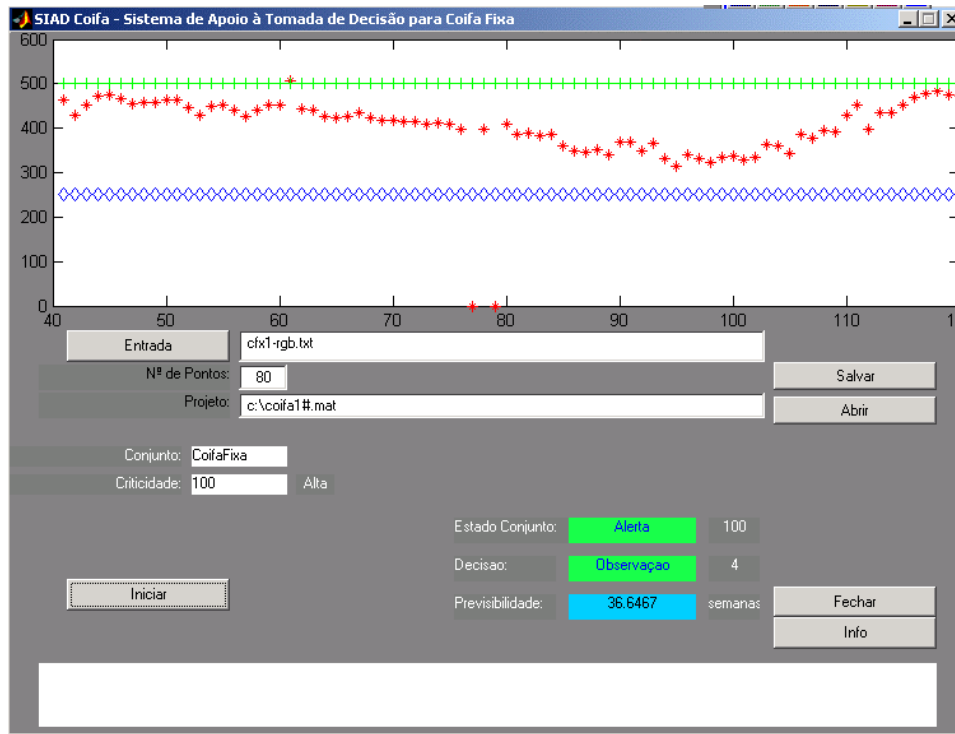 SIAD Coifa - Sistema de Apoio à Tomada de Decisão para Coifa Fixa
600
500
400
300
200
100
0
40 50 60 70 80 90 100 110
Entrada cfx1-rgb.txt
Nº de Pontos: 80
Salvar
Projeto: c:\coifa1#.mat
Abrir
Conjunto: CoifaFixa
Criticidade: 100 Alta
Estado Conjunto: Alerta 100
Decisao: Observaçao 4
Iniciar
Previsibilidade: 36.6467 semanas
Fechar
Info